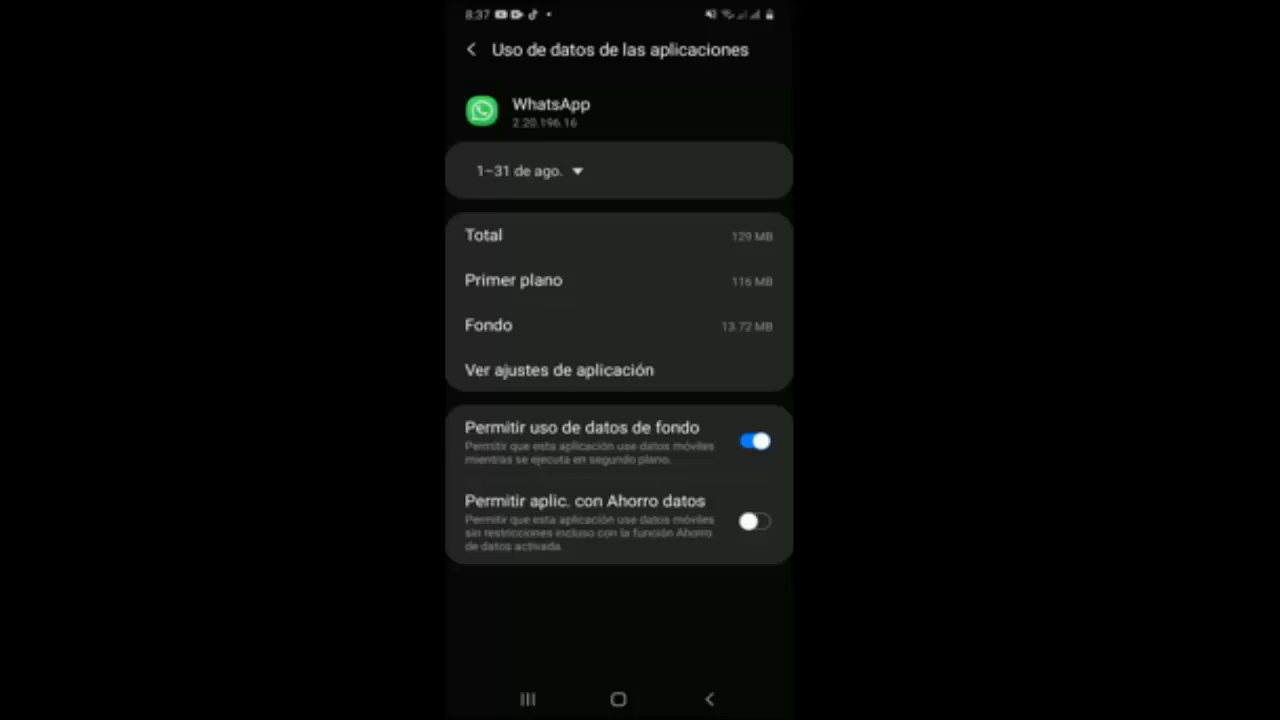 8:37
Uso de datos de las aplicaciones
WhatsApp
2.20.196.16
1–31 de ago.
Total
129 MB
Primer plano
116 MB
Fondo
13.72 MB
Ver ajustes de aplicación
Permitir uso de datos de fondo
Permitir que esta aplicación use datos móviles
mientras se ejecuta en segundo plano.
Permitir aplic. con Ahorro datos
Permitir que esta aplicación use datos móviles
sin restricciones incluso con la función Ahorro
de datos activada.